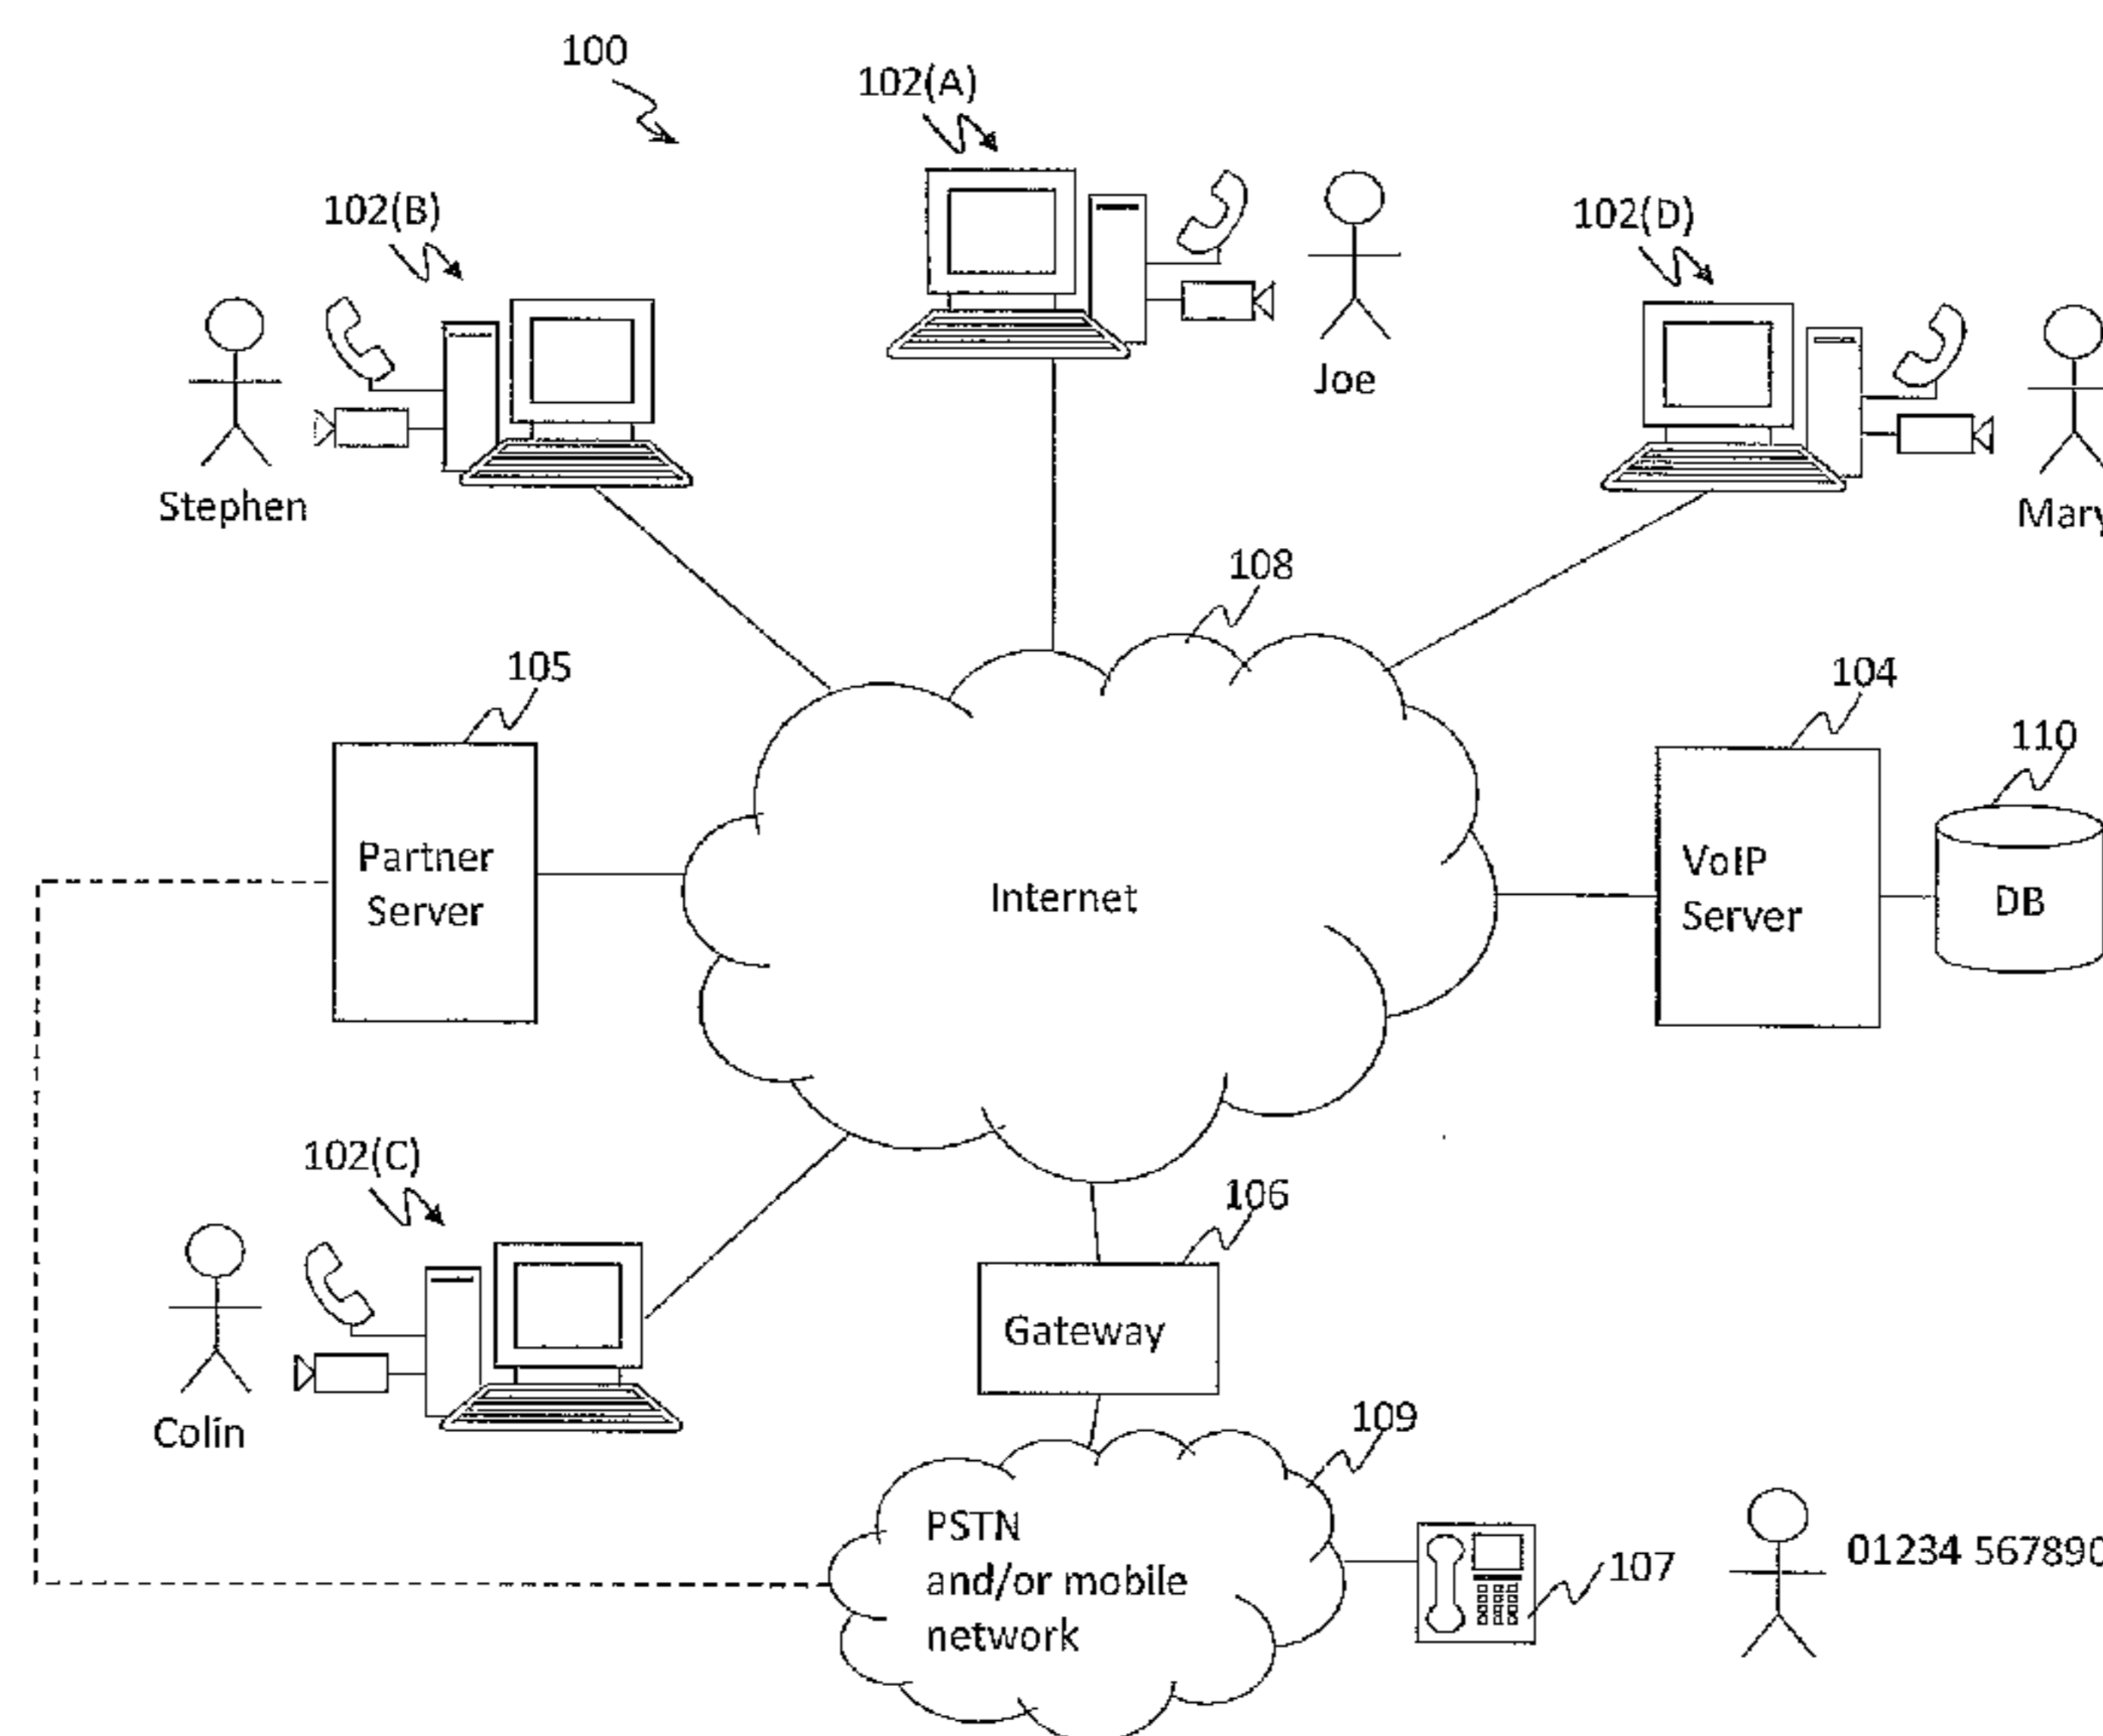 100
102(A)
102(B)
102(D)
Joe
Stephen
Mary
108
105
104
110
Partner
Server
Internet
VoIP
Server
DB
102(C)
106
Gateway
Colin
109
PSTN
and/or mobile
network
107
01234 567890